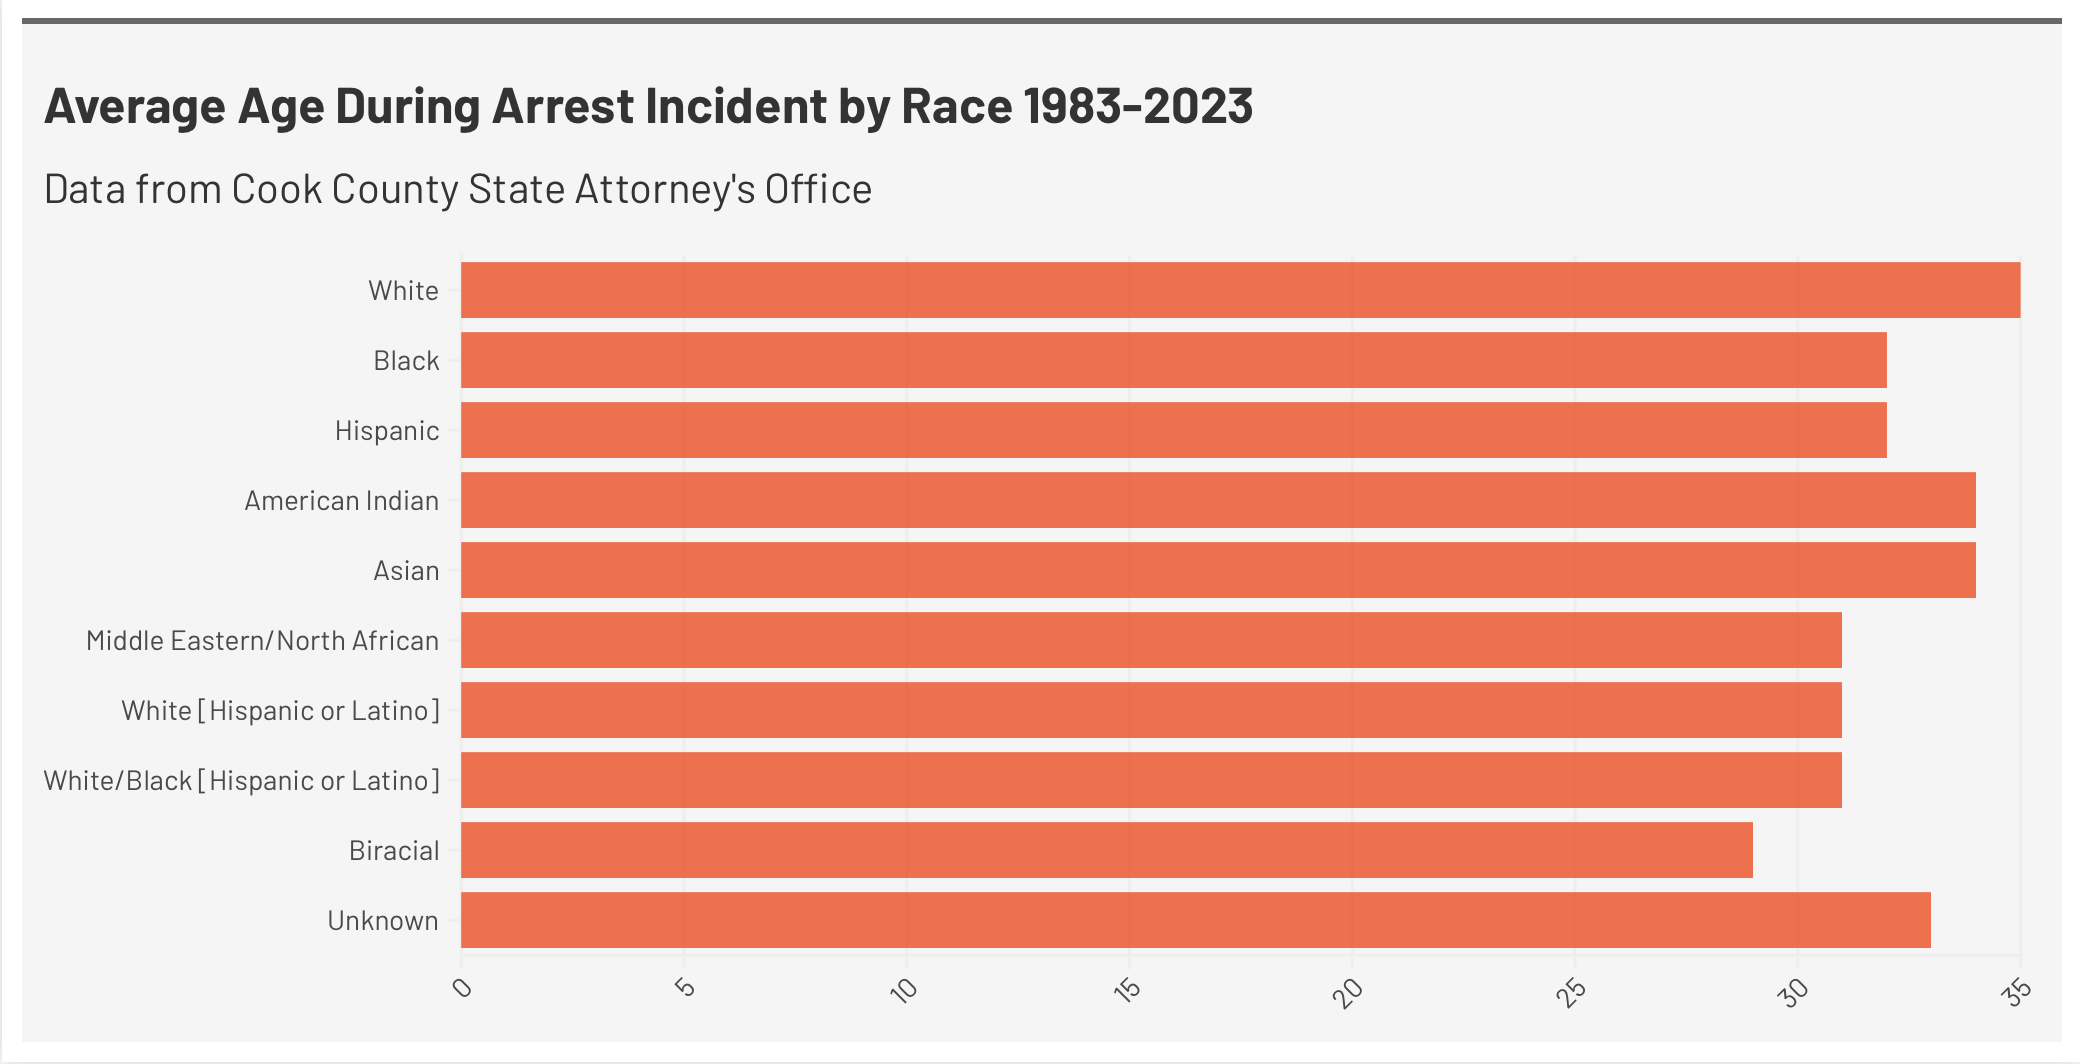 Average Age During Arrest Incident by Race 1983-2023
Data from Cook County State Attorney's Office
White
Black
Hispanic
American Indian
Asian
Middle Eastern/North African
White [Hispanic or Latino]
White/Black [Hispanic or Latino]
Biracial
Unknown
0 5 10 15 20 25 30 35